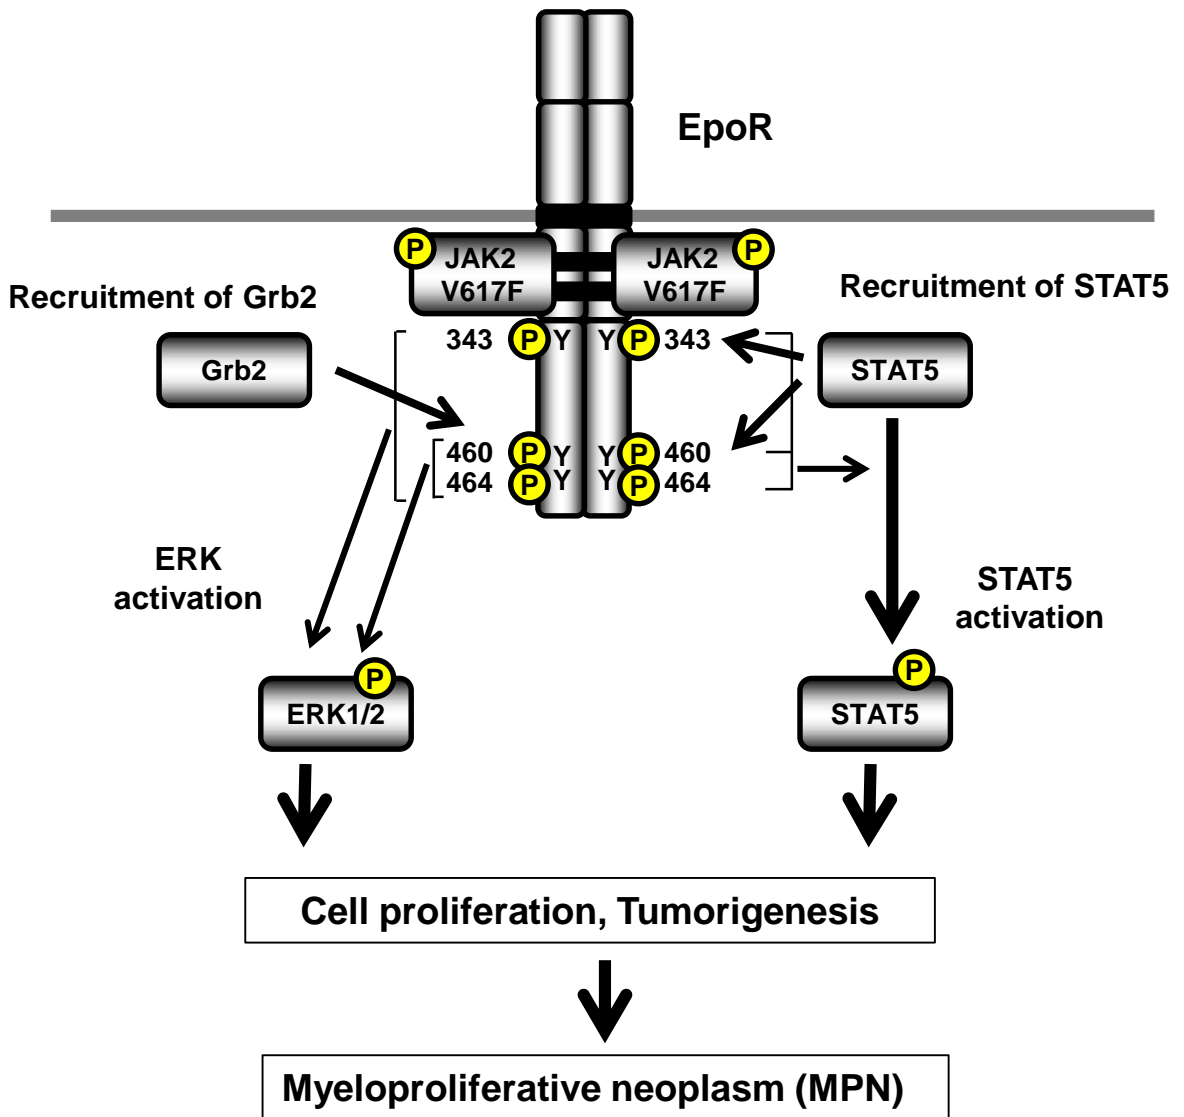 EpoR
P
JAK2
V617F
JAK2
V617F
P
Recruitment of Grb2
Recruitment of STAT5
343 P Y Y P 343
Grb2
STAT5
460 P Y Y P 460
464 P Y Y P 464
ERK
activation
STAT5
activation
P
ERK1/2
P
STAT5
Cell proliferation, Tumorigenesis
Myeloproliferative neoplasm (MPN)